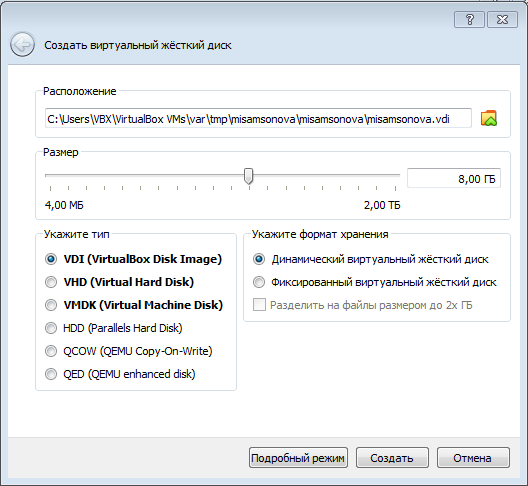 Создать виртуальный жёсткий диск
Расположение
C:\Users\VBX\VirtualBox VMs\var\tmp\misamsonova\misamsonova\misamsonova.vdi
Размер
8,00 ГБ
4,00 МБ 2,00 ТБ
Укажите тип
VDI (VirtualBox Disk Image)
VHD (Virtual Hard Disk)
VMDK (Virtual Machine Disk)
HDD (Parallels Hard Disk)
QCOW (QEMU Copy-On-Write)
QED (QEMU enhanced disk)
Укажите формат хранения
Динамический виртуальный жёсткий диск
Фиксированный виртуальный жёсткий диск
Разделить на файлы размером до 2х ГБ
Подробный режим Создать Отмена